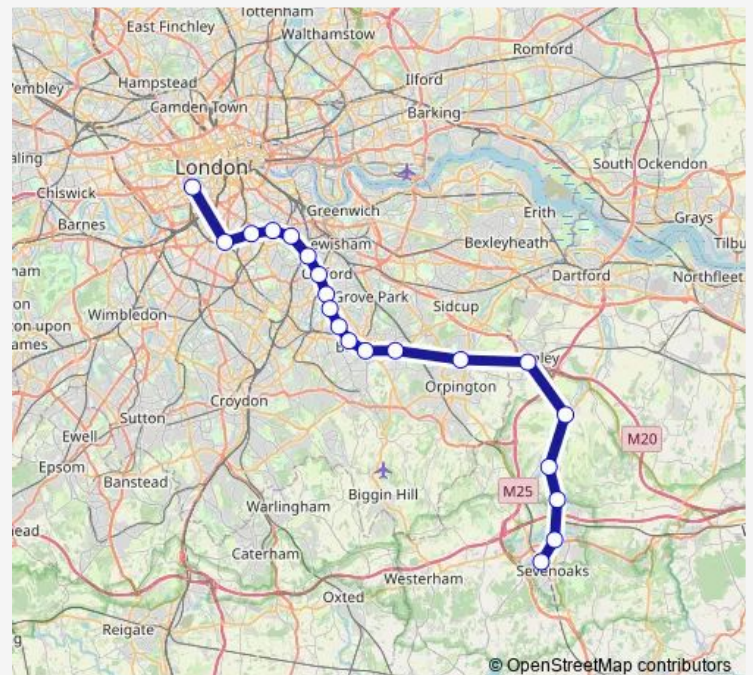 Tottenham
East Finchley
Walthamstow
Romford
Hampstead
Ilford
Camden Town
Barking
London
South Ockendon
Chiswick
Greenwich
Erith
Grays
Barnes
Bexleyheath
Dartford
Northfleet
Grove Park
Sidcup
Wimbledon
Orpington
Croydon
Sutton
Ewell
M20
Epsom
Banstead
M25
Biggin Hill
Warlingham
Caterham
Westerham
Sevenoaks
Oxted
Reigate
© OpenStreetMap contributors